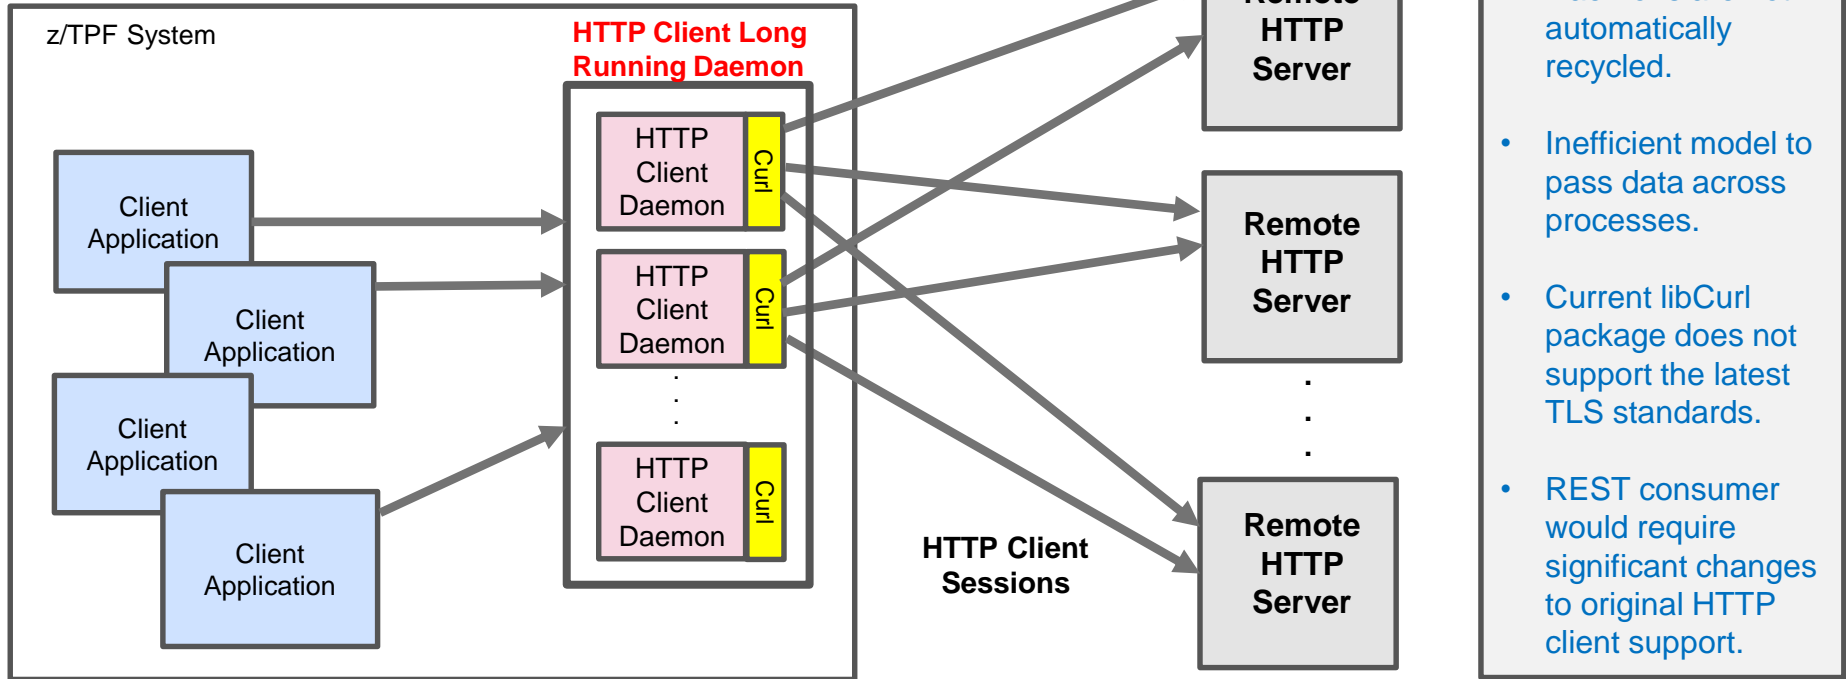 z/TPF System
HTTP Client Long
Running Daemon
Client
Application
Client
Application
Client
Application
Client
Application
HTTP
Client
Daemon
Curl
HTTP
Client
Daemon
Curl
.
.
.
HTTP
Client
Daemon
Curl
HTTP Client
Sessions
Remote
HTTP
Server
Remote
HTTP
Server
.
.
.
Remote
HTTP
Server
automatically
recycled.
• Inefficient model to
pass data across
processes.
• Current libCurl
package does not
support the latest
TLS standards.
• REST consumer
would require
significant changes
to original HTTP
client support.